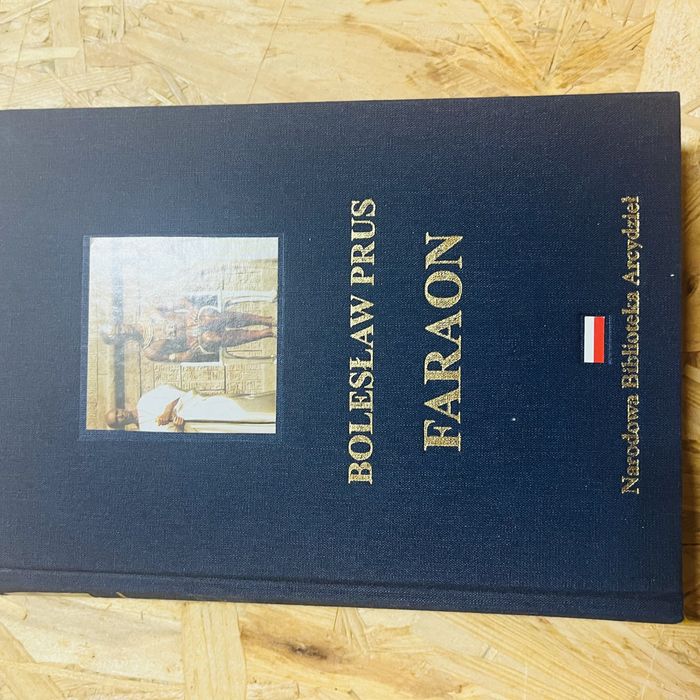 BOLESŁAW PRUS
FARAON
Narodowa Biblioteka Arcydzieł